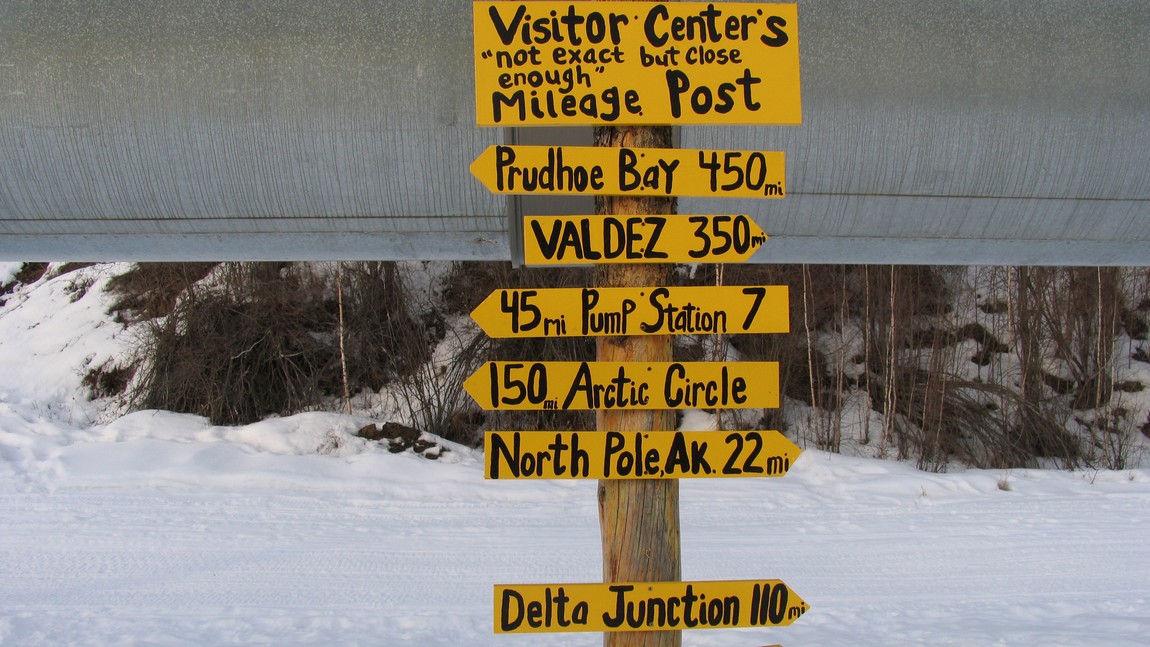 Visitor Center's
"not exact but close
enough"
Mileage Post
Prudhoe Bay 450mi
VALDEZ 350mi
45mi Pump Station 7
150mi Arctic Circle
North Pole, AK. 22mi
Delta Junction 110mi